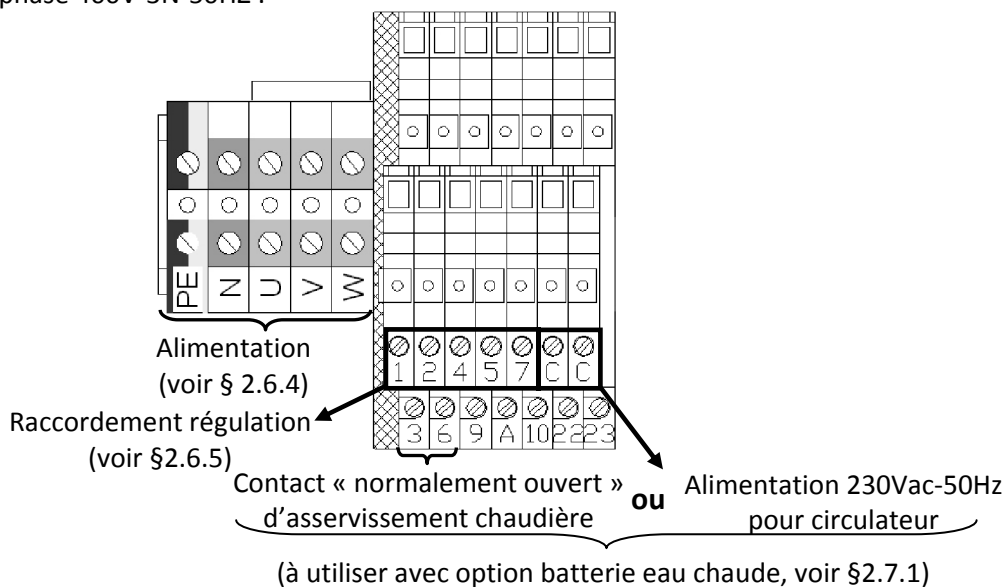 phase 400V-3N-50Hz :
PE N U V W
Alimentation
(voir § 2.6.4)
1 2 4 5 7 C C
3 6 9 A 10 22 23
Raccordement régulation
(voir §2.6.5)
Contact « normalement ouvert »
d’asservissement chaudière
ou
Alimentation 230Vac-50Hz
pour circulateur
(à utiliser avec option batterie eau chaude, voir §2.7.1)